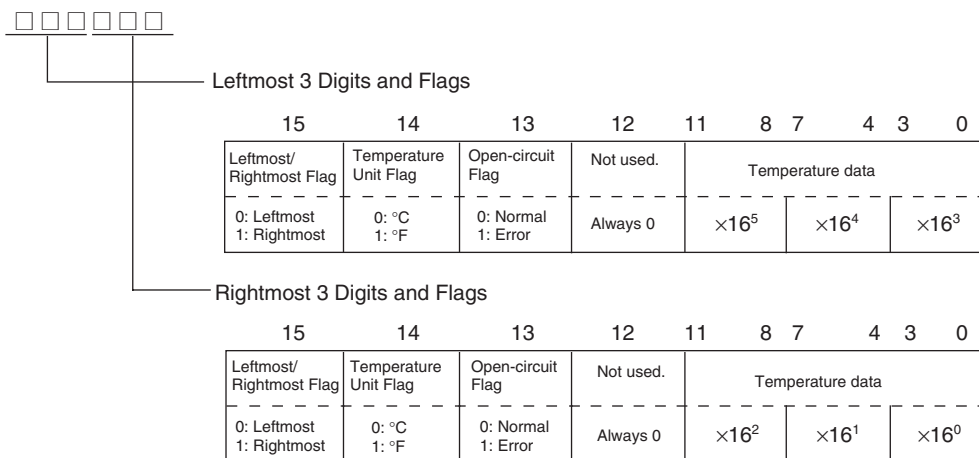 □□□□□□
Leftmost 3 Digits and Flags
15 14 13 12 11 8 7 4 3 0
Leftmost/ Rightmost Flag Temperature Unit Flag Open-circuit Flag Not used. Temperature data
0: Leftmost 1: Rightmost 0: °C 1: °F 0: Normal 1: Error Always 0 ×16⁵ ×16⁴ ×16³
Rightmost 3 Digits and Flags
15 14 13 12 11 8 7 4 3 0
Leftmost/ Rightmost Flag Temperature Unit Flag Open-circuit Flag Not used. Temperature data
0: Leftmost 1: Rightmost 0: °C 1: °F 0: Normal 1: Error Always 0 ×16² ×16¹ ×16⁰